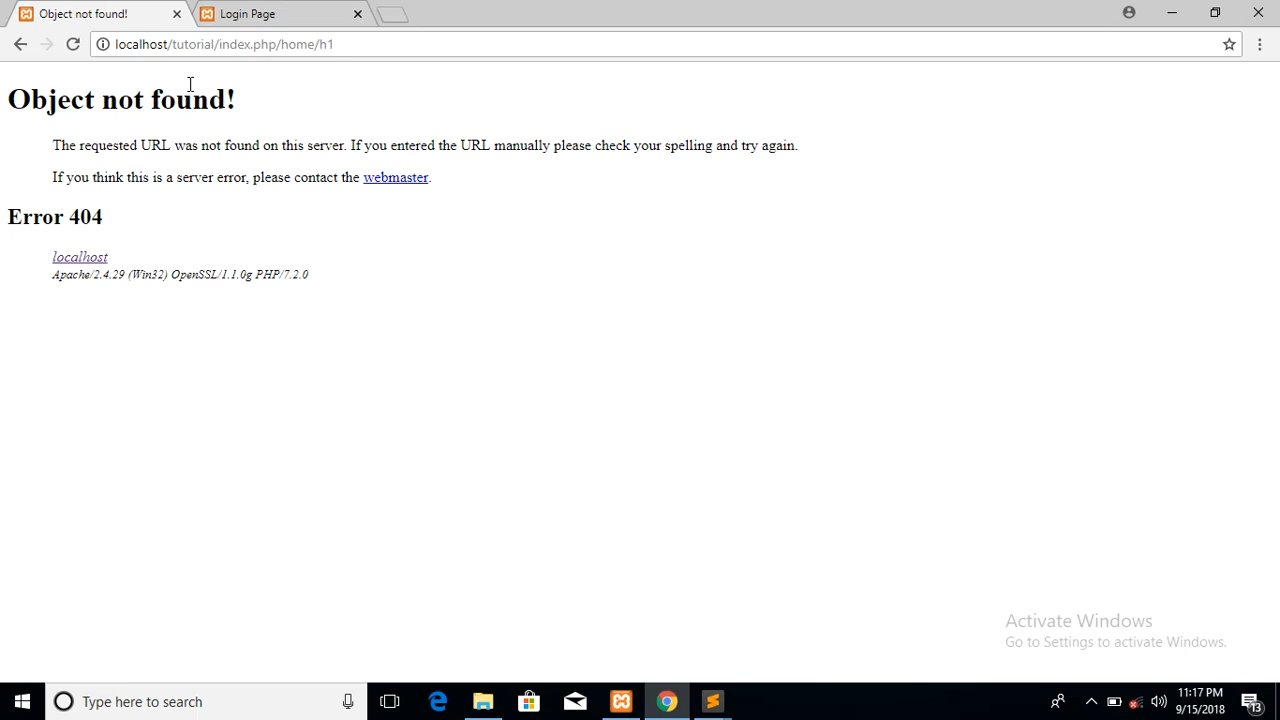 Object not found!
Login Page
localhost/tutorial/index.php/home/h1
Object not found!
The requested URL was not found on this server. If you entered the URL manually please check your spelling and try again.
If you think this is a server error, please contact the webmaster.
Error 404
localhost
Apache/2.4.29 (Win32) OpenSSL/1.1.0g PHP/7.2.0
Activate Windows
Go to Settings to activate Windows.
Type here to search
11:17 PM
9/15/2018
13